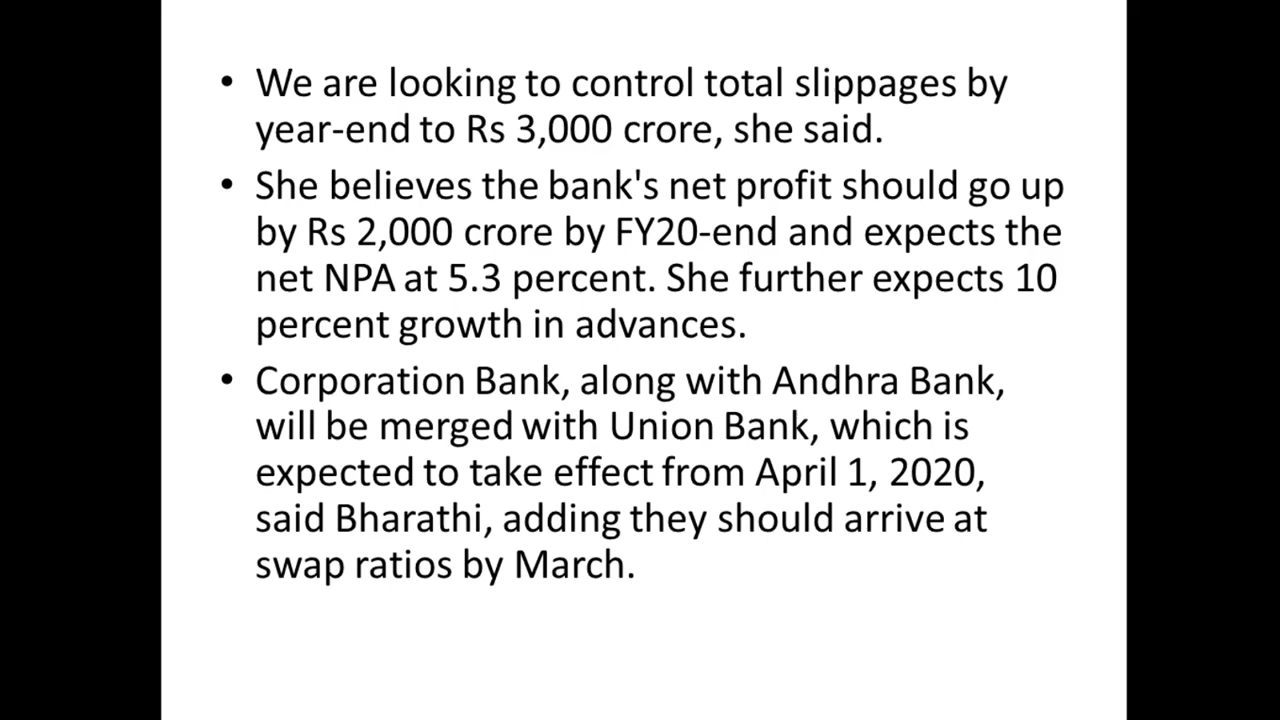 • We are looking to control total slippages by
year-end to Rs 3,000 crore, she said.
• She believes the bank's net profit should go up
by Rs 2,000 crore by FY20-end and expects the
net NPA at 5.3 percent. She further expects 10
percent growth in advances.
• Corporation Bank, along with Andhra Bank,
will be merged with Union Bank, which is
expected to take effect from April 1, 2020,
said Bharathi, adding they should arrive at
swap ratios by March.